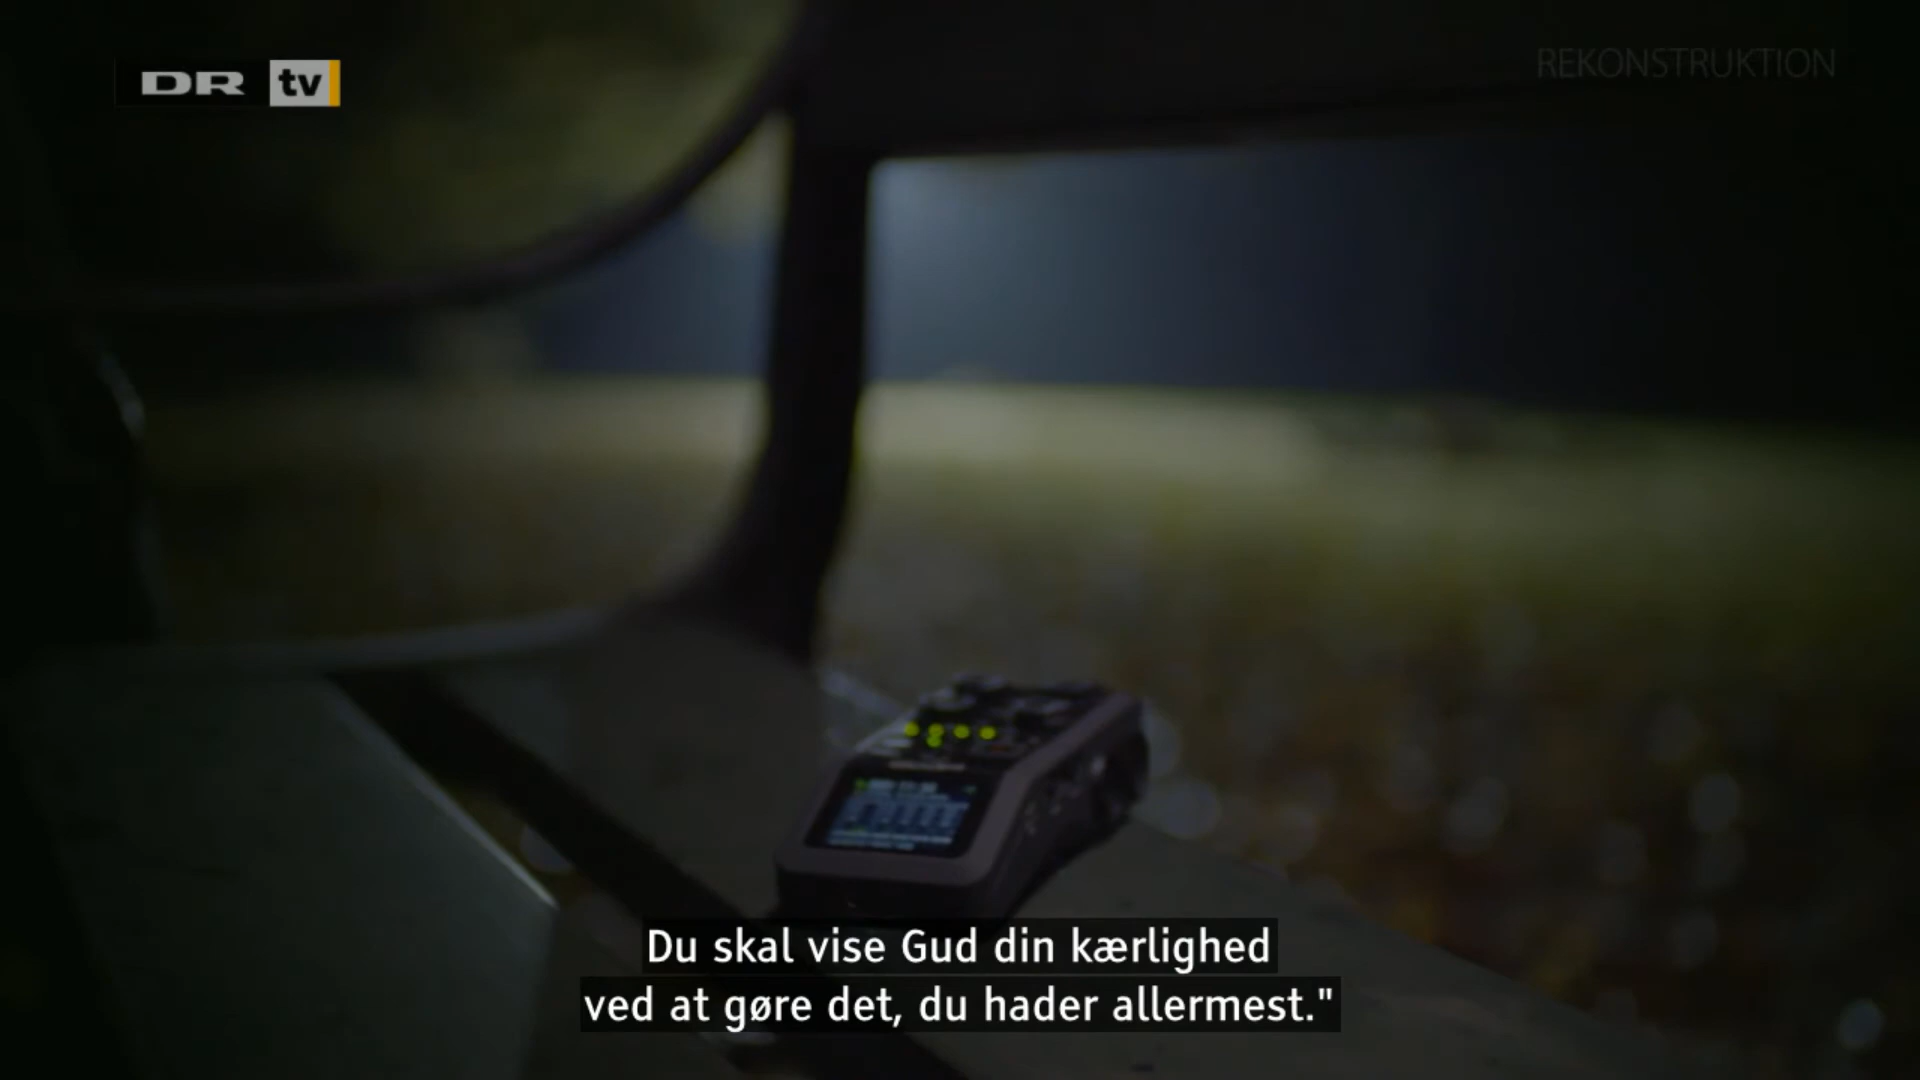 DR tv
REKONSTRUKTION
Du skal vise Gud din kærlighed
ved at gøre det, du hader allermest."